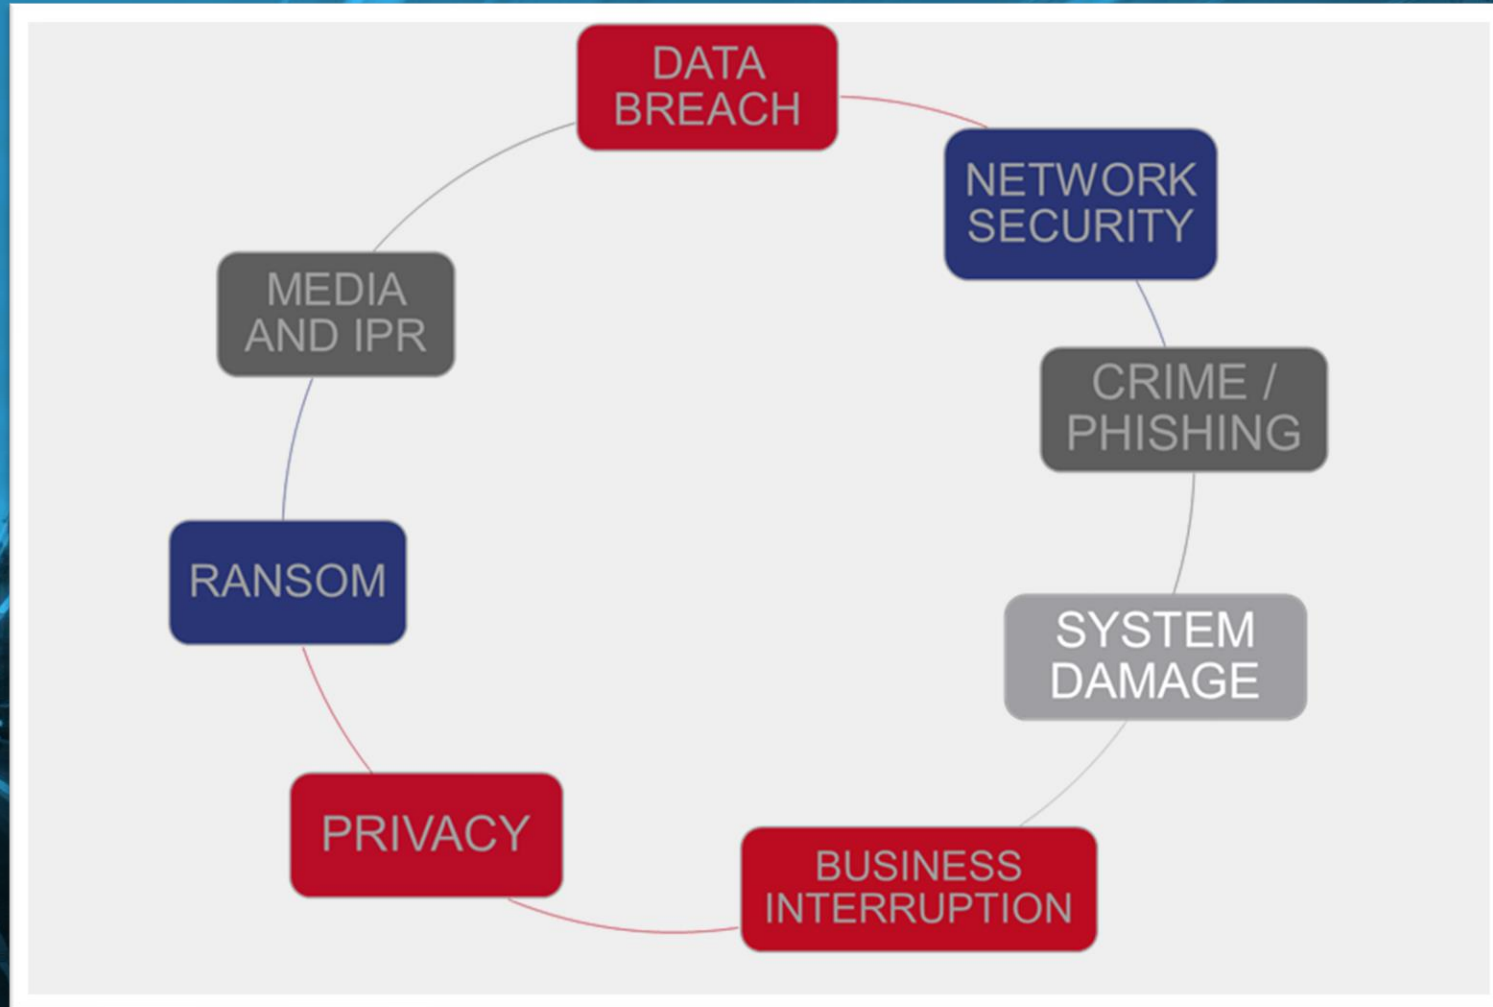 DATA
BREACH
NETWORK
SECURITY
CRIME /
PHISHING
SYSTEM
DAMAGE
BUSINESS
INTERRUPTION
PRIVACY
RANSOM
MEDIA
AND IPR